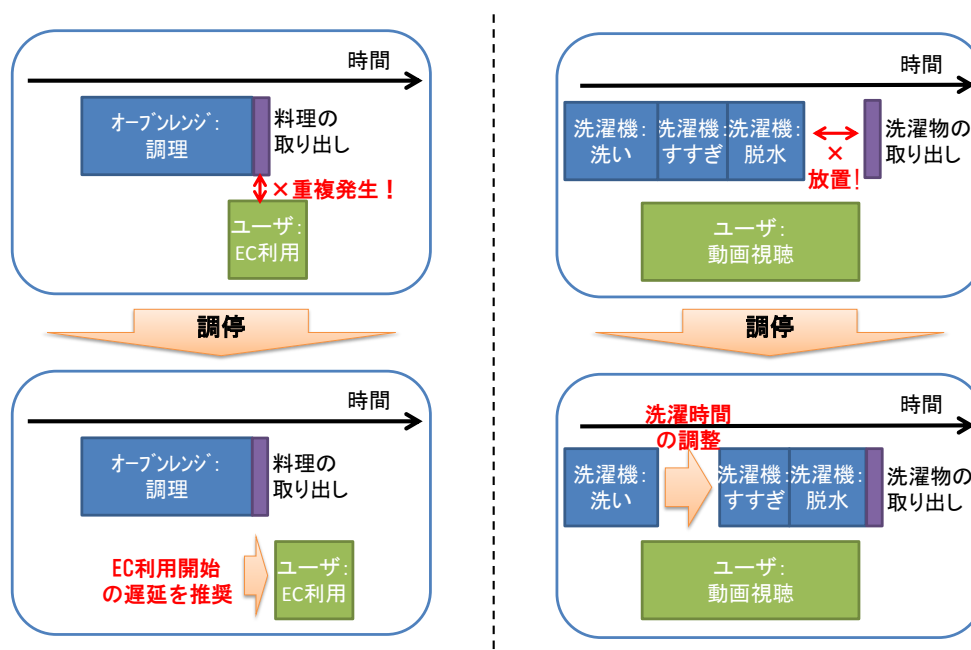 時間
オーブンレンジ:
調理
料理の
取り出し
×重複発生!
ユーザ:
EC利用
調停
時間
オーブンレンジ:
調理
料理の
取り出し
EC利用開始
の遅延を推奨
ユーザ:
EC利用
時間
洗濯機:
洗い
洗濯機:
すすぎ
洗濯機:
脱水
×
放置!
洗濯物の
取り出し
ユーザ:
動画視聴
調停
時間
洗濯時間
の調整
洗濯機:
洗い
洗濯機:
すすぎ
洗濯機:
脱水
洗濯物の
取り出し
ユーザ:
動画視聴